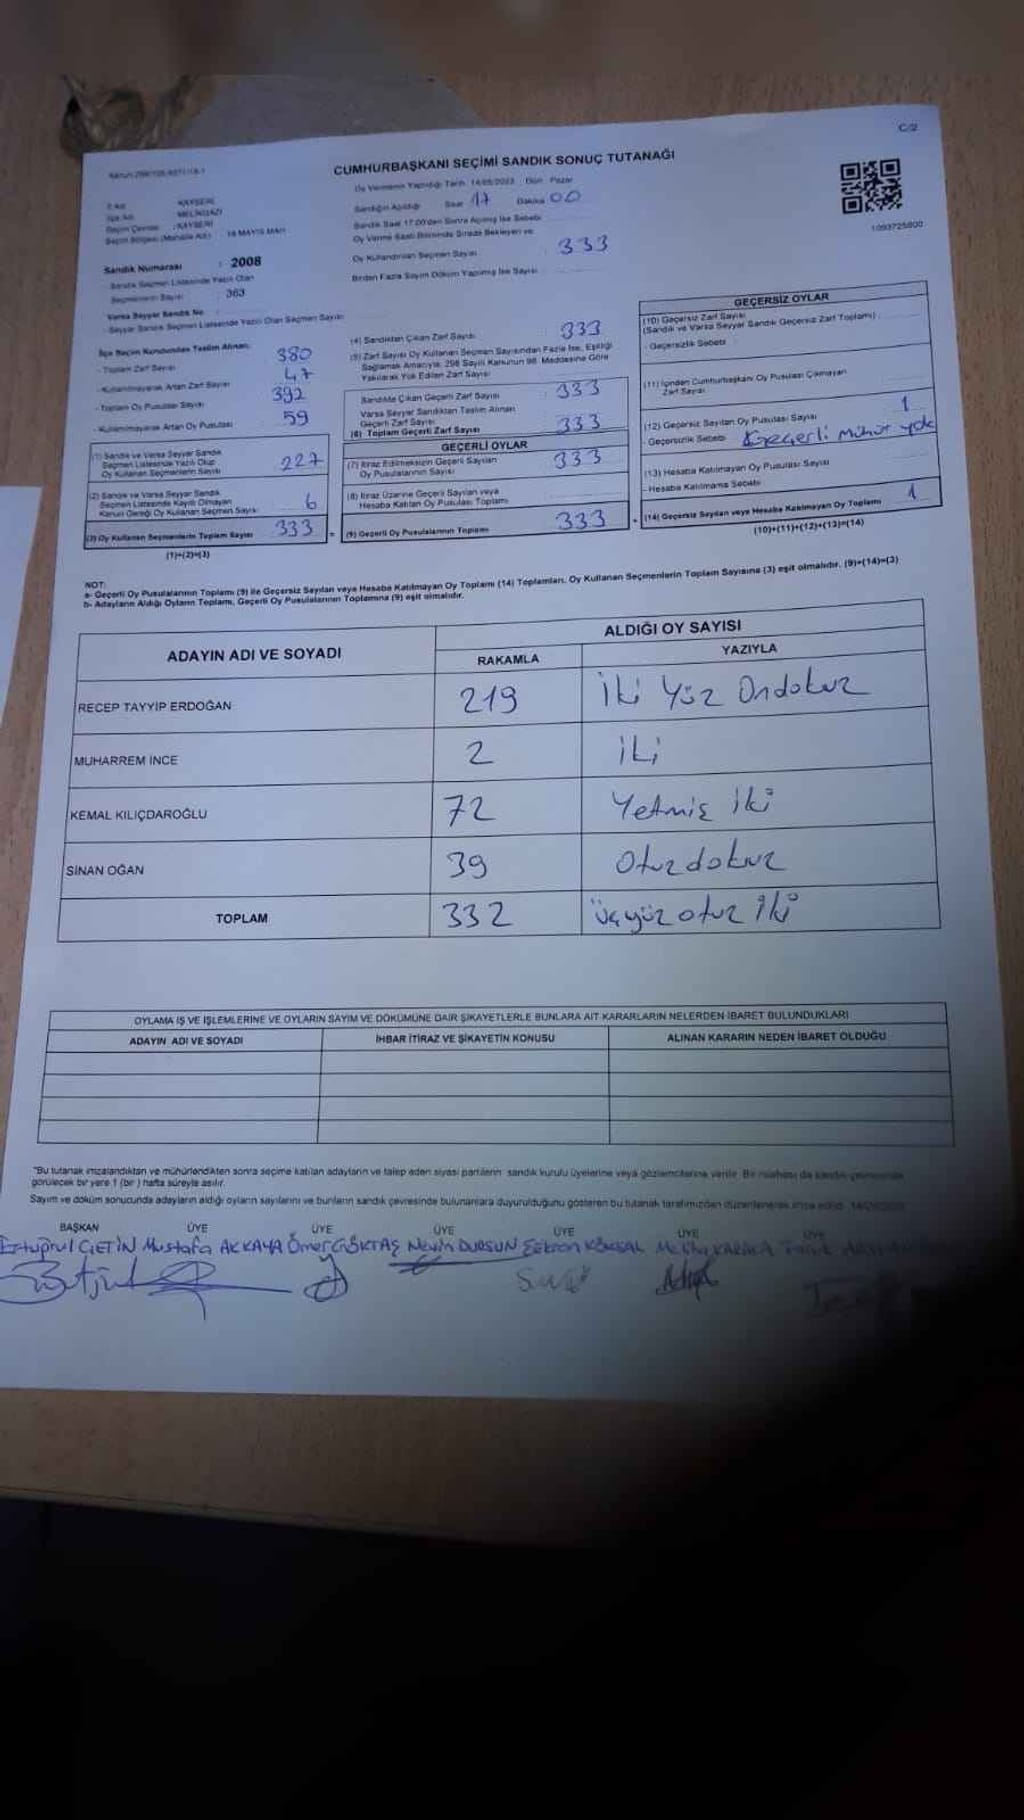 C/2
CUMHURBAŞKANI SEÇİMİ SANDIK SONUÇ TUTANAĞI
Oy Vermenin Yapıldığı Tarih 14/05/2023 Gün Pazar
Sandığın Açıldığı Saat 17 Dakika 00
Sandık Saat 17:00'den Sonra Açılmış İse Sebebi
Oy Verme Saati Bitiminde Sırada Bekleyen ve
Oy Kullandırılan Seçmen Sayısı 333
Birden Fazla Sayım Döküm Yapılmış İse Sayısı
İl Adı KAYSERİ
İlçe Adı MELİKGAZİ
Seçim Çevresi : KAYSERİ
Seçim Bölgesi (Mahalle Adı) 19 MAYIS MAH.
1093725800
Sandık Numarası : 2008
Sandık Seçmen Listesinde Yazılı Olan
Seçmenlerin Sayısı : 363
Varsa Seyyar Sandık No
- Seyyar Sandık Seçmen Listesinde Yazılı Olan Seçmen Sayısı
İlçe Seçim Kurulundan Teslim Alınan;
- Toplam Zarf Sayısı 380
- Kullanılmayarak Artan Zarf Sayısı 47
- Toplam Oy Pusulası Sayısı 392
- Kullanılmayarak Artan Oy Pusulası 59
(1) Sandık ve Varsa Seyyar Sandık
Seçmen Listesinde Yazılı Olup
Oy Kullanan Seçmenlerin Sayısı 227
(2) Sandık ve Varsa Seyyar Sandık
Seçmen Listesinde Kayıtlı Olmayan
Kanun Gereği Oy Kullanan Seçmen Sayısı 6
(3) Oy Kullanan Seçmenlerin Toplam Sayısı 333
(1)+(2)=(3)
(4) Sandıktan Çıkan Zarf Sayısı 333
(5) Zarf Sayısı Oy Kullanan Seçmen Sayısından Fazla İse, Eşitliği
Sağlamak Amacıyla, 298 Sayılı Kanunun 98. Maddesine Göre
Yakılarak Yok Edilen Zarf Sayısı
Sandıkta Çıkan Geçerli Zarf Sayısı 333
Varsa Seyyar Sandıktan Teslim Alınan
Geçerli Zarf Sayısı
(6) Toplam Geçerli Zarf Sayısı 333
GEÇERLİ OYLAR
(7) İtiraz Edilmeksizin Geçerli Sayılan
Oy Pusulalarının Sayısı 333
(8) İtiraz Üzerine Geçerli Sayılan veya
Hesaba Katılan Oy Pusulası Toplamı
= (9) Geçerli Oy Pusulalarının Toplamı 333 +
GEÇERSİZ OYLAR
(10) Geçersiz Zarf Sayısı
(Sandık ve Varsa Seyyar Sandık Geçersiz Zarf Toplamı)
- Geçersizlik Sebebi
(11) İçinden Cumhurbaşkanı Oy Pusulası Çıkmayan
Zarf Sayısı
(12) Geçersiz Sayılan Oy Pusulası Sayısı 1
- Geçersizlik Sebebi Geçerli Mühür yok
(13) Hesaba Katılmayan Oy Pusulası Sayısı
- Hesaba Katılmama Sebebi
(14) Geçersiz Sayılan veya Hesaba Katılmayan Oy Toplamı 1
(10)+(11)+(12)+(13)=(14)
NOT:
a- Geçerli Oy Pusulalarının Toplamı (9) ile Geçersiz Sayılan veya Hesaba Katılmayan Oy Toplamı (14) Toplamları, Oy Kullanan Seçmenlerin Toplam Sayısına (3) eşit olmalıdır. (9)+(14)=(3)
b- Adayların Aldığı Oyların Toplamı, Geçerli Oy Pusulalarının Toplamına (9) eşit olmalıdır.
ADAYIN ADI VE SOYADI ALDIĞI OY SAYISI
RAKAMLA YAZIYLA
RECEP TAYYİP ERDOĞAN 219 İki Yüz Ondokuz
MUHARREM İNCE 2 iki
KEMAL KILIÇDAROĞLU 72 Yetmiş iki
SİNAN OĞAN 39 Otuzdokuz
TOPLAM 332 Üçyüz otuz iki
OYLAMA İŞ VE İŞLEMLERİNE VE OYLARIN SAYIM VE DÖKÜMÜNE DAİR ŞİKAYETLERLE BUNLARA AİT KARARLARIN NELERDEN İBARET BULUNDUKLARI
ADAYIN ADI VE SOYADI İHBAR İTİRAZ VE ŞİKAYETİN KONUSU ALINAN KARARIN NEDEN İBARET OLDUĞU
"Bu tutanak imzalandıktan ve mühürlendikten sonra seçime katılan adayların ve talep eden siyasi partilerin sandık kurulu üyelerine veya gözlemcilerine verilir. Bir nüshası da sandık çevresinde
görülecek bir yere 1 (bir) hafta süreyle asılır.
Sayım ve döküm sonucunda adayların aldığı oyların sayılarını ve bunların sandık çevresinde bulunanlara duyurulduğunu gösteren bu tutanak tarafımızdan düzenlenerek imza edildi.
BAŞKAN ÜYE ÜYE ÜYE ÜYE ÜYE ÜYE
Ertuğrul ÇETİN Mustafa AKKAYA Ömer GÖKTAŞ Nevin DURSUN KÖKSAL